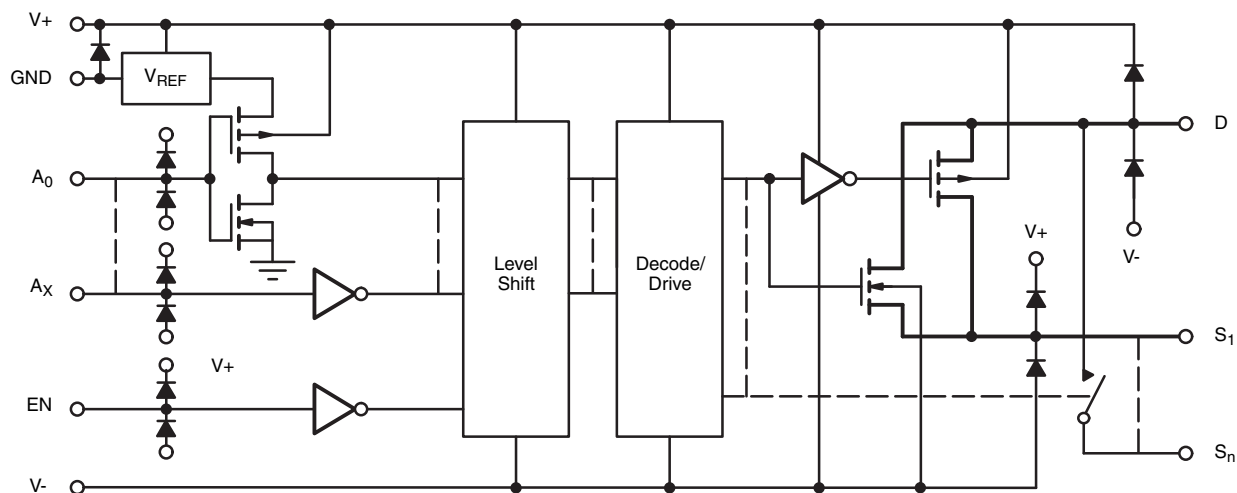 V+
GND
VREF
A0
AX
EN
V+
V-
Level
Shift
Decode/
Drive
D
V-
V+
S1
Sn